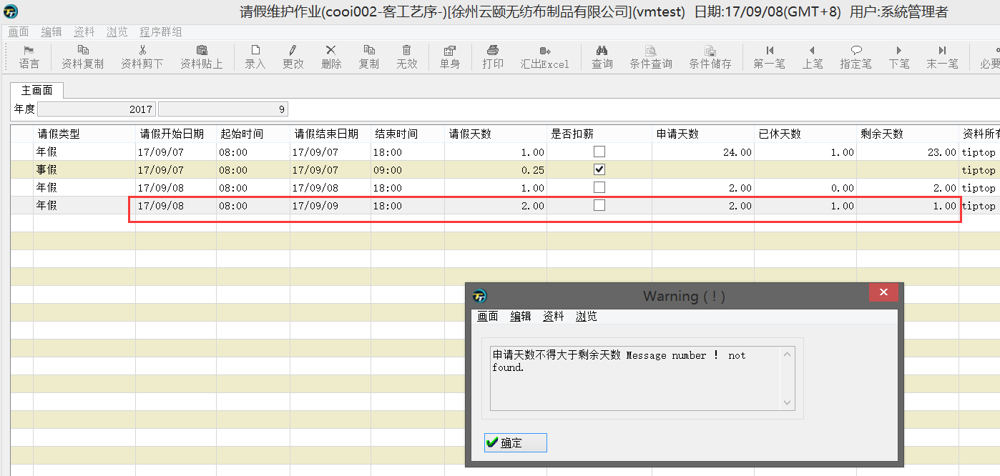 请假维护作业(cooi002-客工艺序-)[徐州云颐无纺布制品有限公司](vmtest) 日期:17/09/08(GMT+8) 用户:系統管理者
画面 编辑 资料 浏览 程序群组
语言 资料复制 资料剪下 资料贴上 录入 更改 删除 复制 无效 单身 打印 汇出Excel 查询 条件查询 条件储存 第一笔 上笔 指定笔 下笔 末一笔 必要
主画面
年度 2017 9
请假类型 请假开始日期 起始时间 请假结束日期 结束时间 请假天数 是否扣薪 申请天数 已休天数 剩余天数 资料所有
年假 17/09/07 08:00 17/09/07 18:00 1.00 24.00 1.00 23.00 tiptop
事假 17/09/07 08:00 17/09/07 09:00 0.25 tiptop
年假 17/09/08 08:00 17/09/08 18:00 1.00 2.00 0.00 2.00 tiptop
年假 17/09/08 08:00 17/09/09 18:00 2.00 2.00 1.00 1.00 tiptop
Warning ( ! )
画面 编辑 资料 浏览
申请天数不得大于剩余天数 Message number ! not
found.
确定